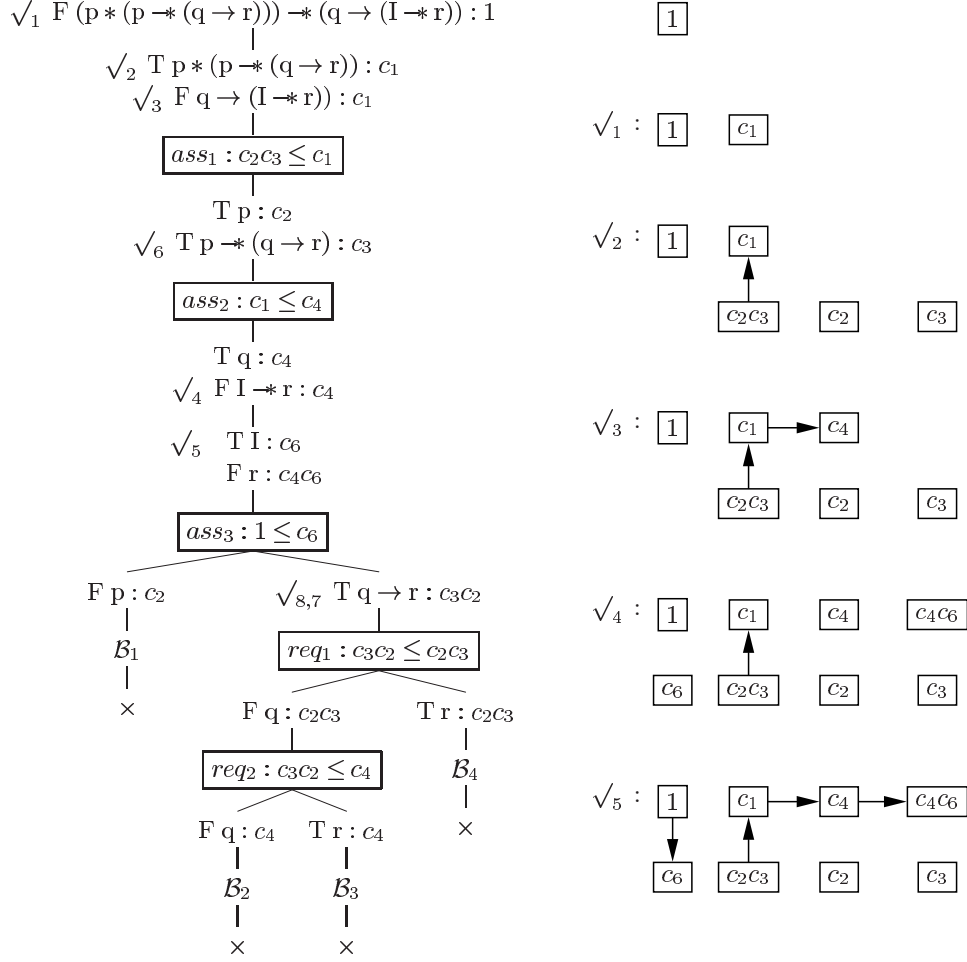 √1 F (p ∗ (p −∗ (q → r))) −∗ (q → (I −∗ r)) : 1
√2 T p ∗ (p −∗ (q → r)) : c1
√3 F q → (I −∗ r)) : c1
ass1 : c2c3 ≤ c1
T p : c2
√6 T p −∗ (q → r) : c3
ass2 : c1 ≤ c4
T q : c4
√4 F I −∗ r : c4
√5 T I : c6
F r : c4c6
ass3 : 1 ≤ c6
F p : c2
√8,7 T q → r : c3c2
B1
req1 : c3c2 ≤ c2c3
×
F q : c2c3
T r : c2c3
req2 : c3c2 ≤ c4
B4
×
F q : c4
T r : c4
B2
B3
×
×
1
√1 : 1 c1
√2 : 1 c1
c2c3 c2 c3
√3 : 1 c1 c4
c2c3 c2 c3
√4 : 1 c1 c4 c4c6
c6 c2c3 c2 c3
√5 : 1 c1 c4 c4c6
c6 c2c3 c2 c3